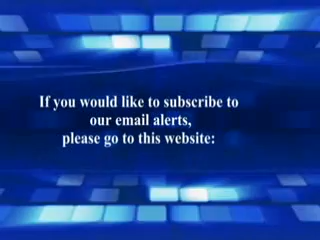 If you would like to subscribe to
our email alerts,
please go to this website: